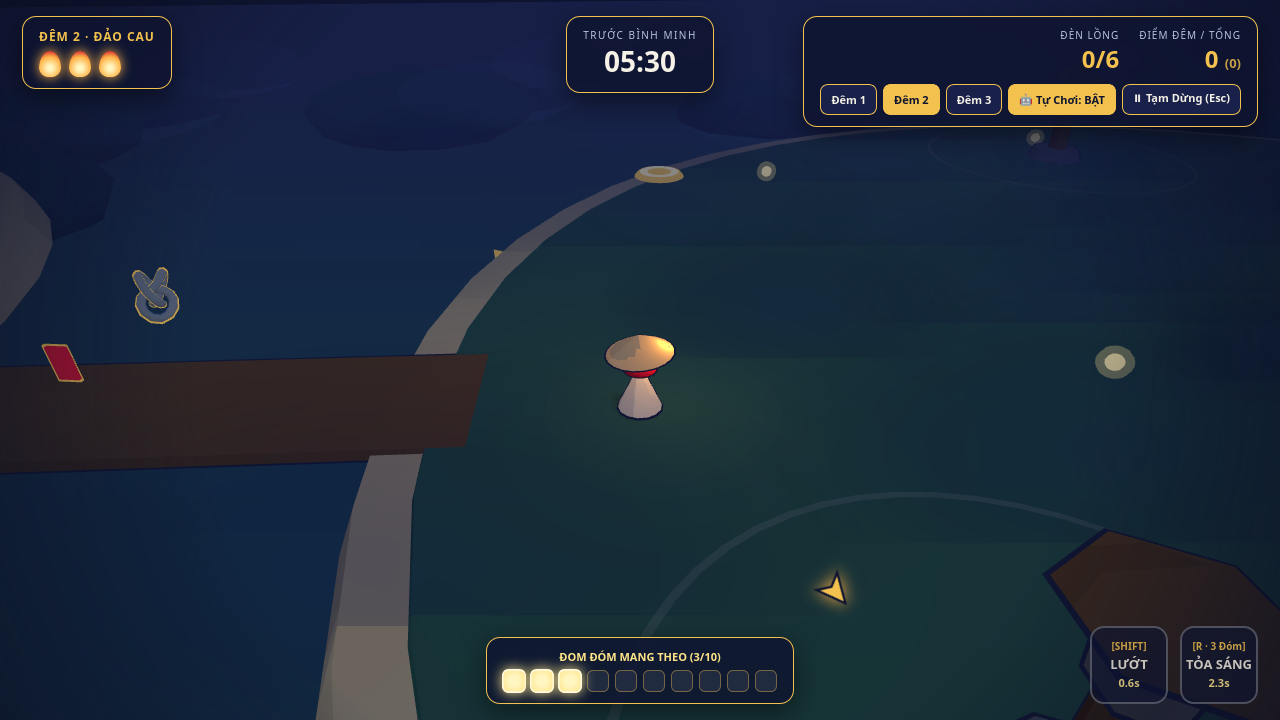 ĐÊM 2 · ĐẢO CAU
TRƯỚC BÌNH MINH
05:30
ĐÈN LỒNG
0/6
ĐIỂM ĐÊM / TỔNG
0 (0)
Đêm 1
Đêm 2
Đêm 3
🤖 Tự Chơi: BẬT
⏸ Tạm Dừng (Esc)
ĐOM ĐÓM MANG THEO (3/10)
[SHIFT]
LƯỚT
0.6s
[R · 3 Đóm]
TỎA SÁNG
2.3s